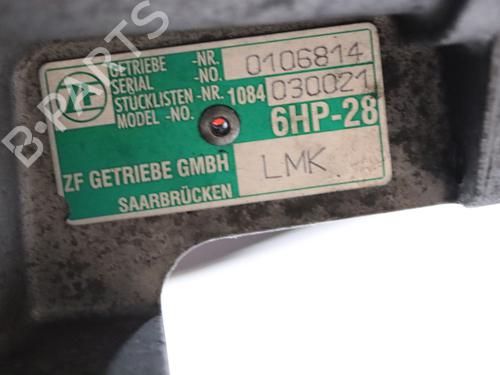 ZF
GETRIEBE -NR. 0106814
SERIAL -NO.
STÜCKLISTEN -NR. 1084 030021
MODEL -NO. 6HP-28
ZF GETRIEBE GMBH LMK.
SAARBRÜCKEN
B-PARTS